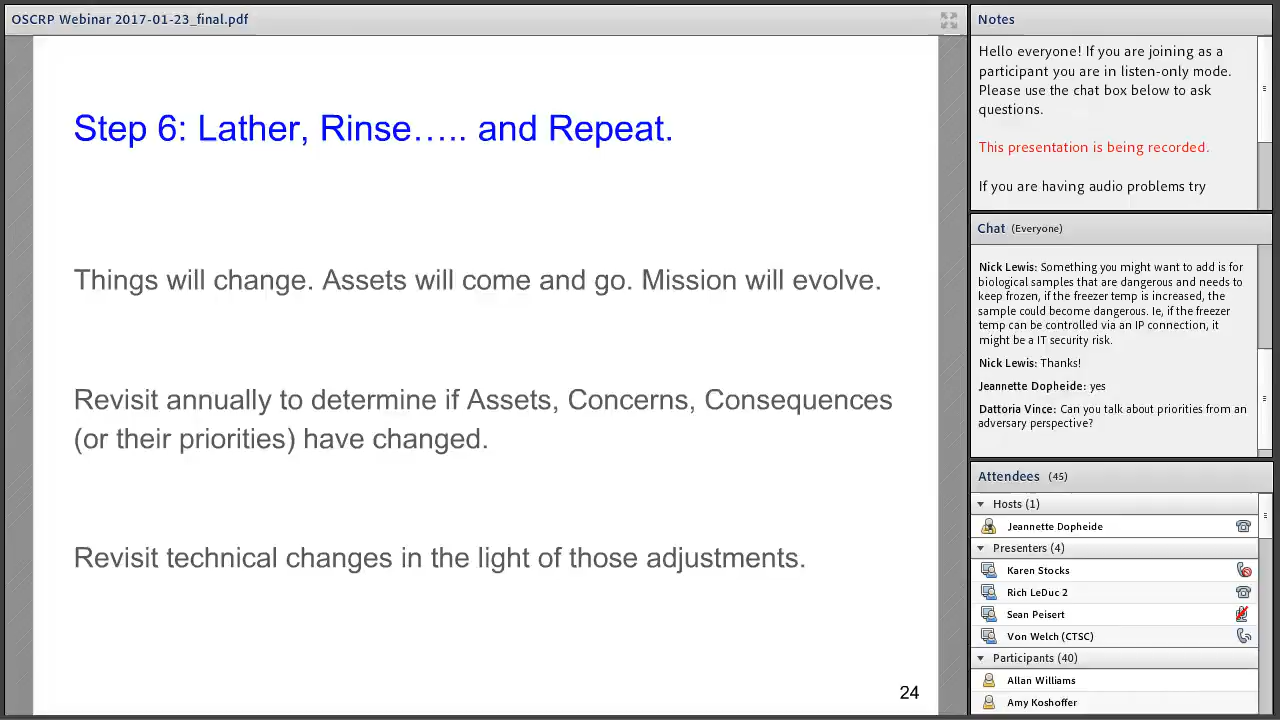 OSCRP Webinar 2017-01-23_final.pdf
Step 6: Lather, Rinse….. and Repeat.
Things will change. Assets will come and go. Mission will evolve.
Revisit annually to determine if Assets, Concerns, Consequences
(or their priorities) have changed.
Revisit technical changes in the light of those adjustments.
24
Notes
Hello everyone! If you are joining as a
participant you are in listen-only mode.
Please use the chat box below to ask
questions.
This presentation is being recorded.
If you are having audio problems try
Chat (Everyone)
Nick Lewis: Something you might want to add is for
biological samples that are dangerous and needs to
keep frozen, if the freezer temp is increased, the
sample could become dangerous. Ie, if the freezer
temp can be controlled via an IP connection, it
might be a IT security risk.
Nick Lewis: Thanks!
Jeannette Dopheide: yes
Dattoria Vince: Can you talk about priorities from an
adversary perspective?
Attendees (45)
Hosts (1)
Jeannette Dopheide
Presenters (4)
Karen Stocks
Rich LeDuc 2
Sean Peisert
Von Welch (CTSC)
Participants (40)
Allan Williams
Amy Koshoffer